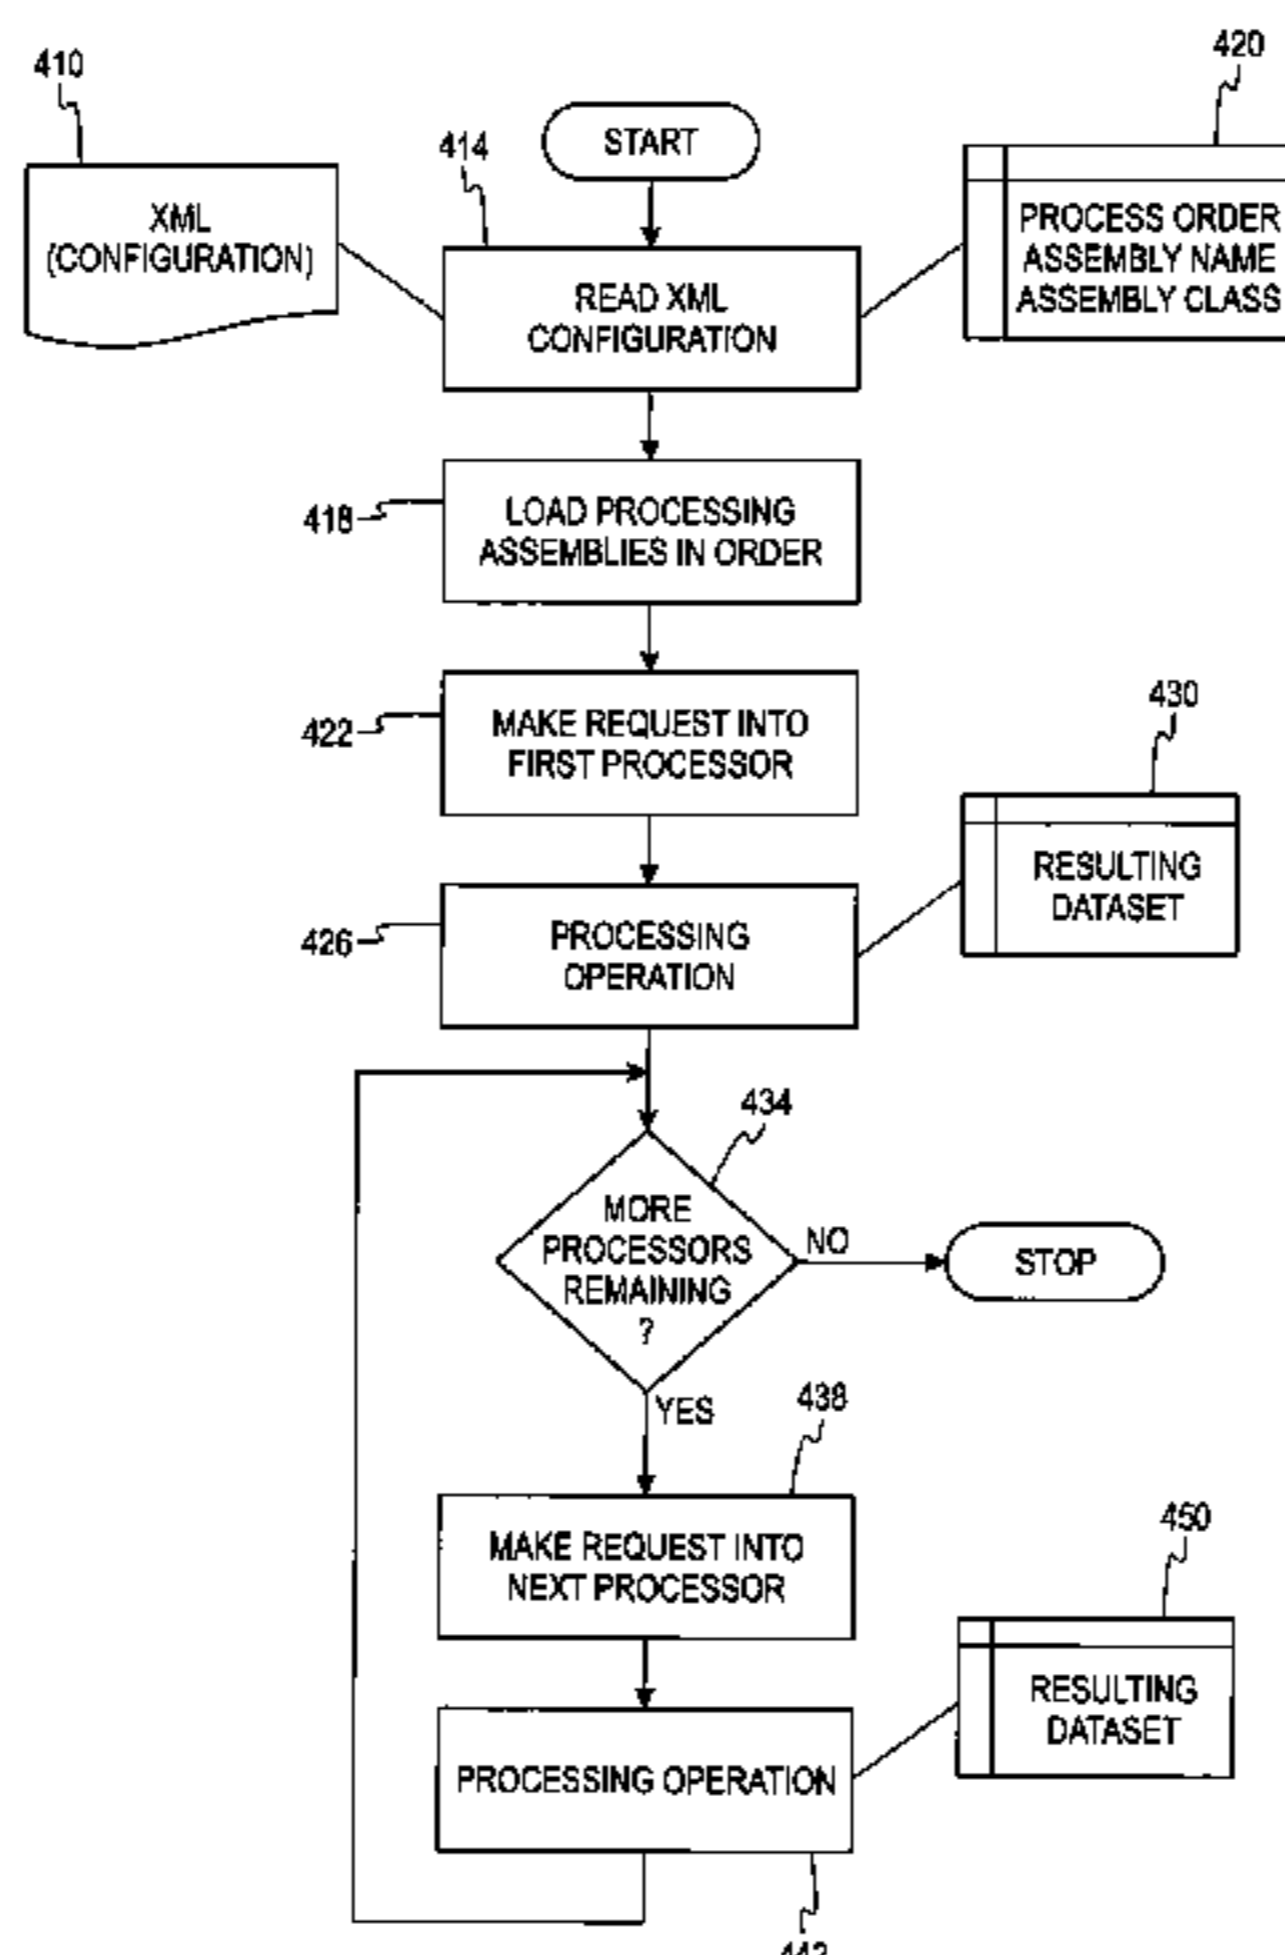 410
420
START
414
XML
(CONFIGURATION)
PROCESS ORDER
ASSEMBLY NAME
ASSEMBLY CLASS
READ XML
CONFIGURATION
418
LOAD PROCESSING
ASSEMBLIES IN ORDER
422
MAKE REQUEST INTO
FIRST PROCESSOR
430
RESULTING
DATASET
426
PROCESSING
OPERATION
434
MORE
PROCESSORS
REMAINING
?
NO
STOP
YES
438
MAKE REQUEST INTO
NEXT PROCESSOR
450
RESULTING
DATASET
PROCESSING OPERATION